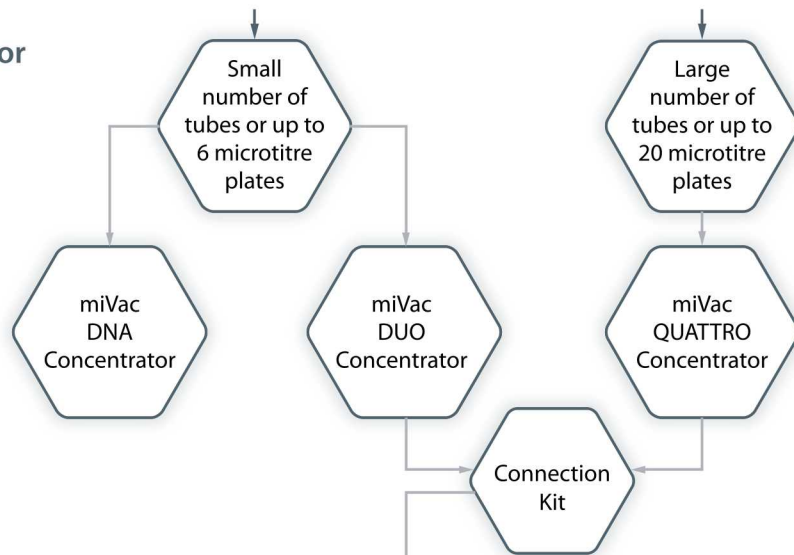 or
Small
number of
tubes or up to
6 microtitre
plates
Large
number of
tubes or up to
20 microtitre
plates
miVac
DNA
Concentrator
miVac
DUO
Concentrator
miVac
QUATTRO
Concentrator
Connection
Kit